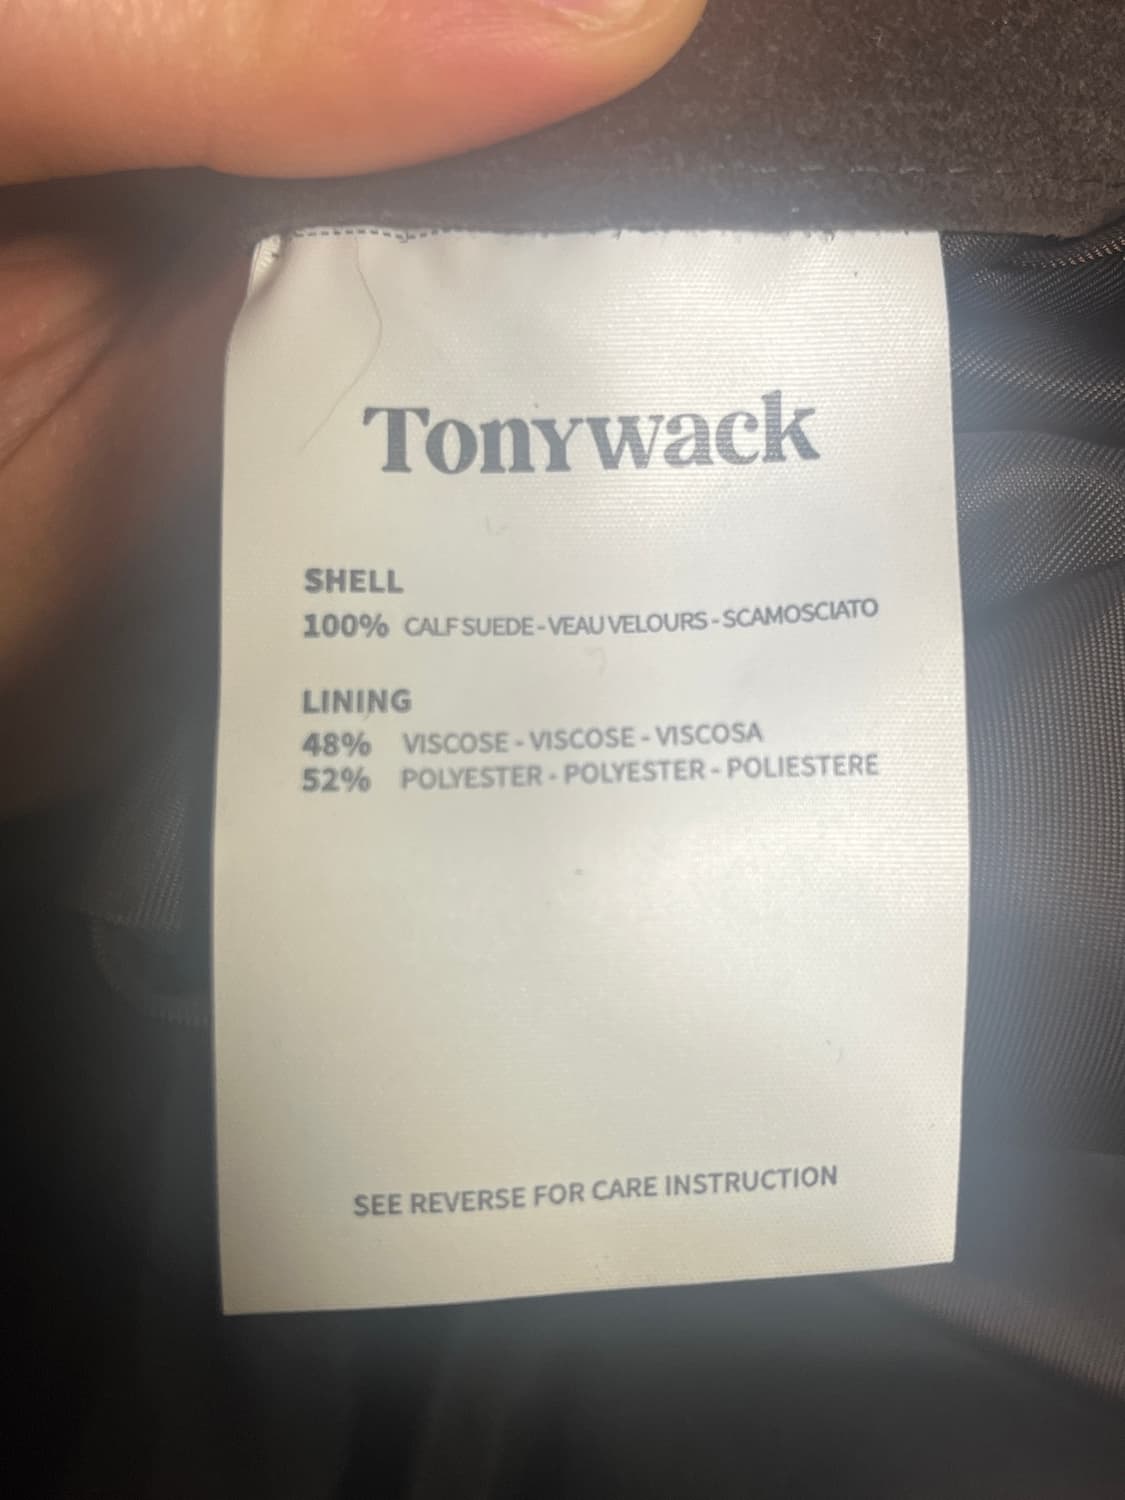 Tonywack
SHELL
100% CALF SUEDE - VEAU VELOURS - SCAMOSCIATO
LINING
48% VISCOSE - VISCOSE - VISCOSA
52% POLYESTER - POLYESTER - POLIESTERE
SEE REVERSE FOR CARE INSTRUCTION